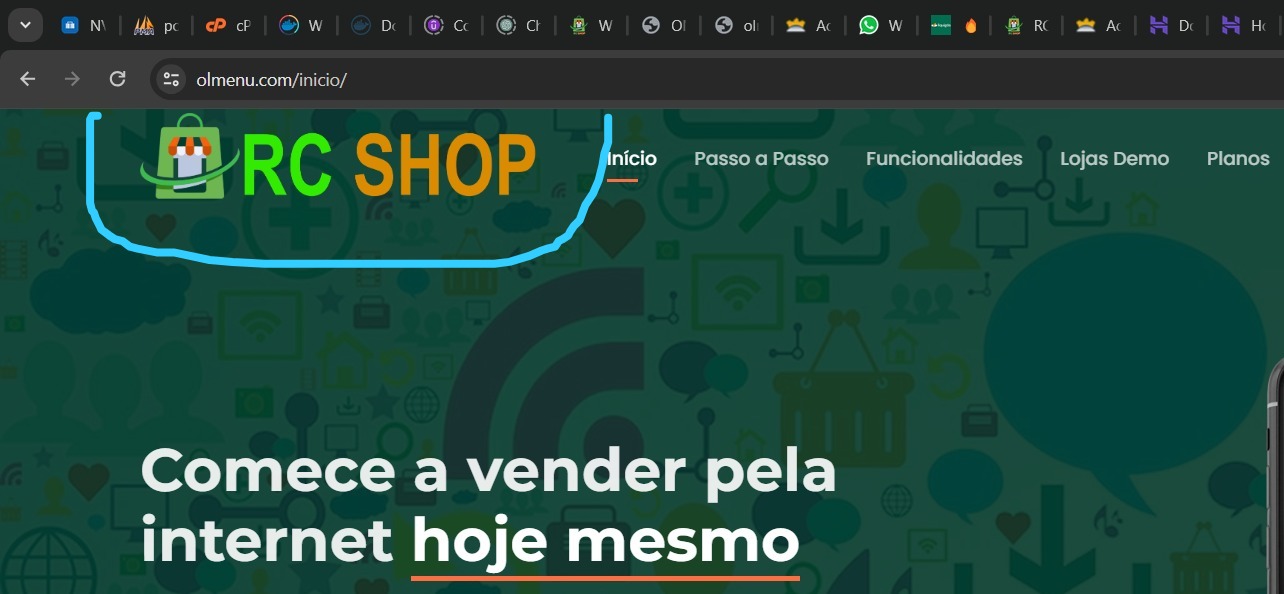 olmenu.com/inicio/
RC SHOP
Início Passo a Passo Funcionalidades Lojas Demo Planos
Comece a vender pela
internet hoje mesmo